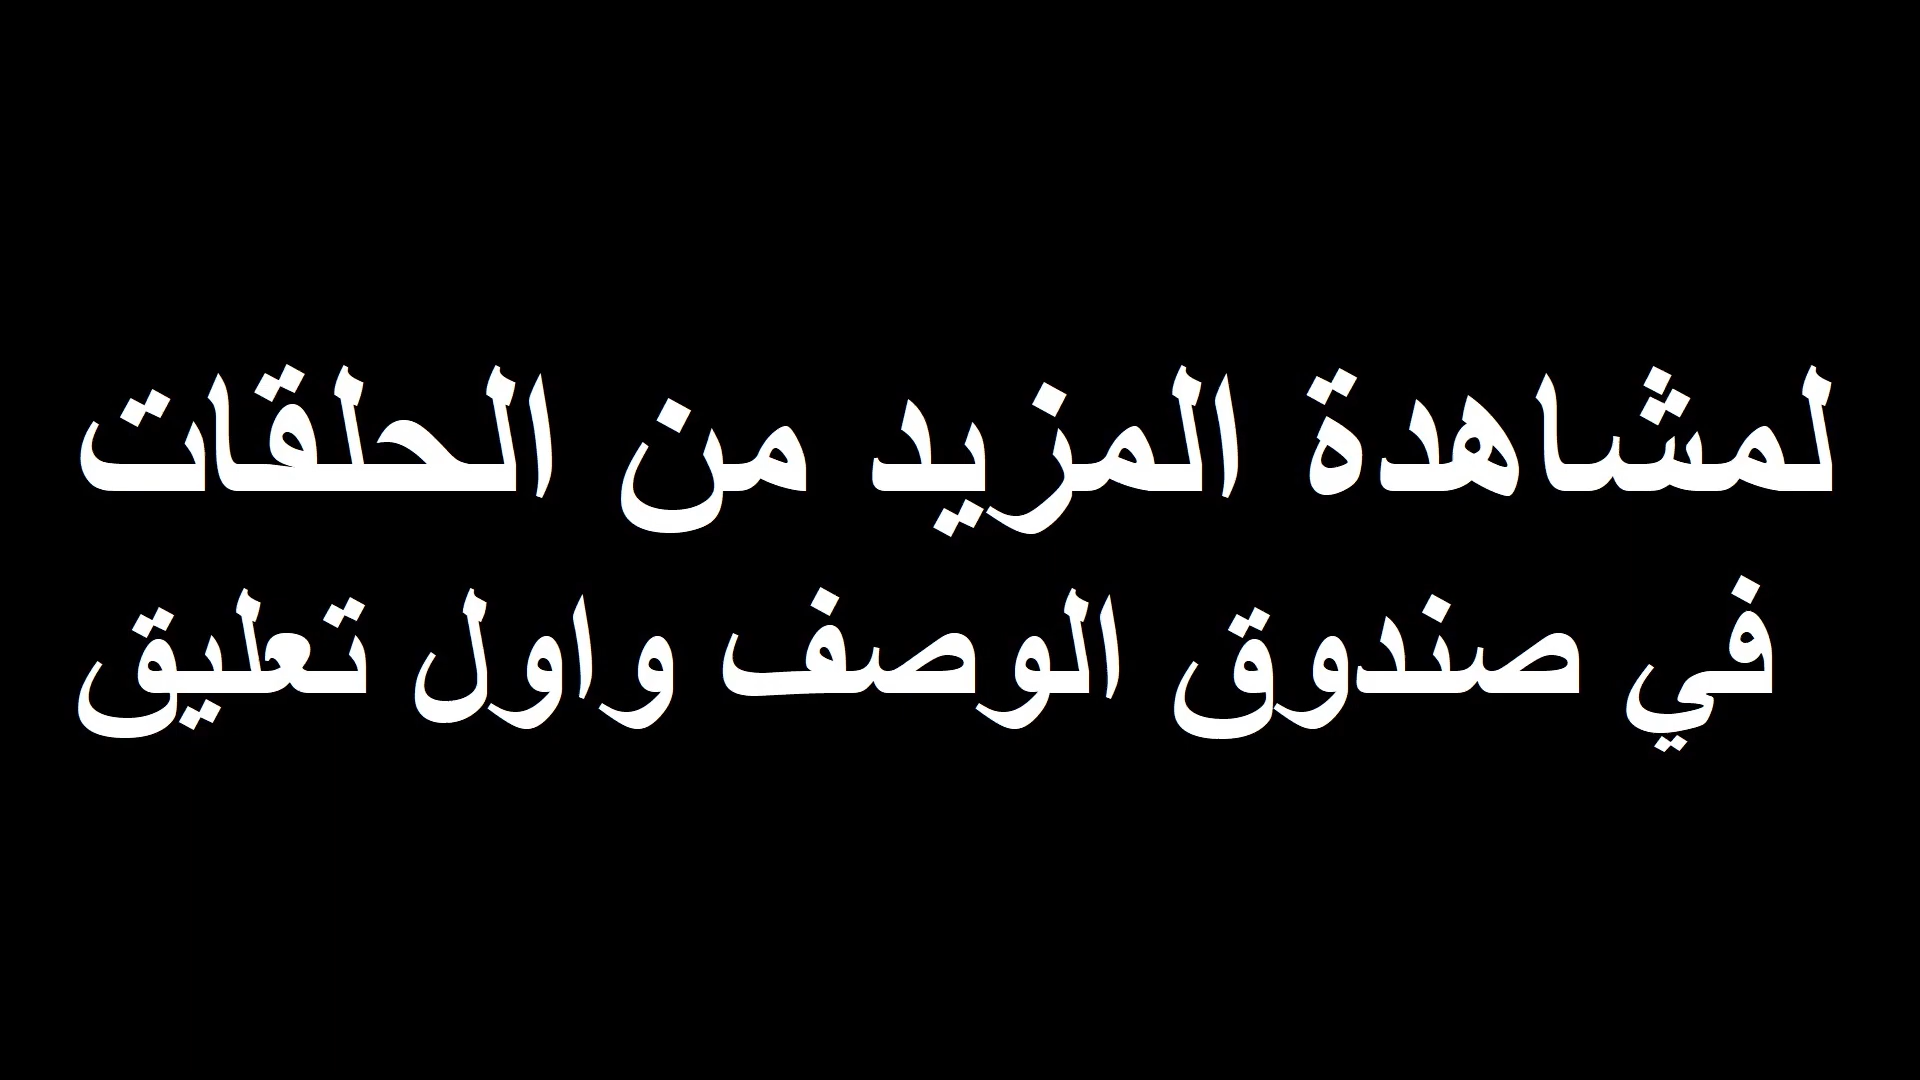 لمشاهدة المزيد من الحلقات
في صندوق الوصف واول تعليق